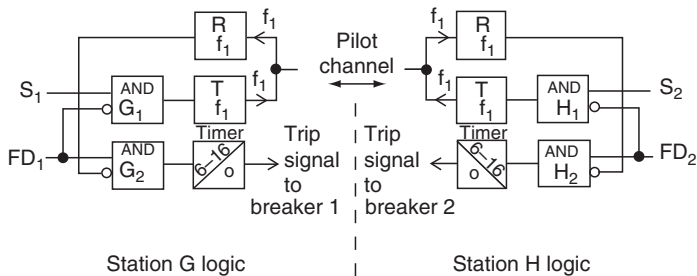 R
f1
f1
Pilot
channel
f1
R
f1
S1
AND
G1
T
f1
f1
f1
T
f1
AND
H1
S2
FD1
AND
G2
Timer
6–16
o
Trip
signal
to
breaker 1
Trip
signal
to
breaker 2
Timer
6–16
o
AND
H2
FD2
Station G logic
Station H logic